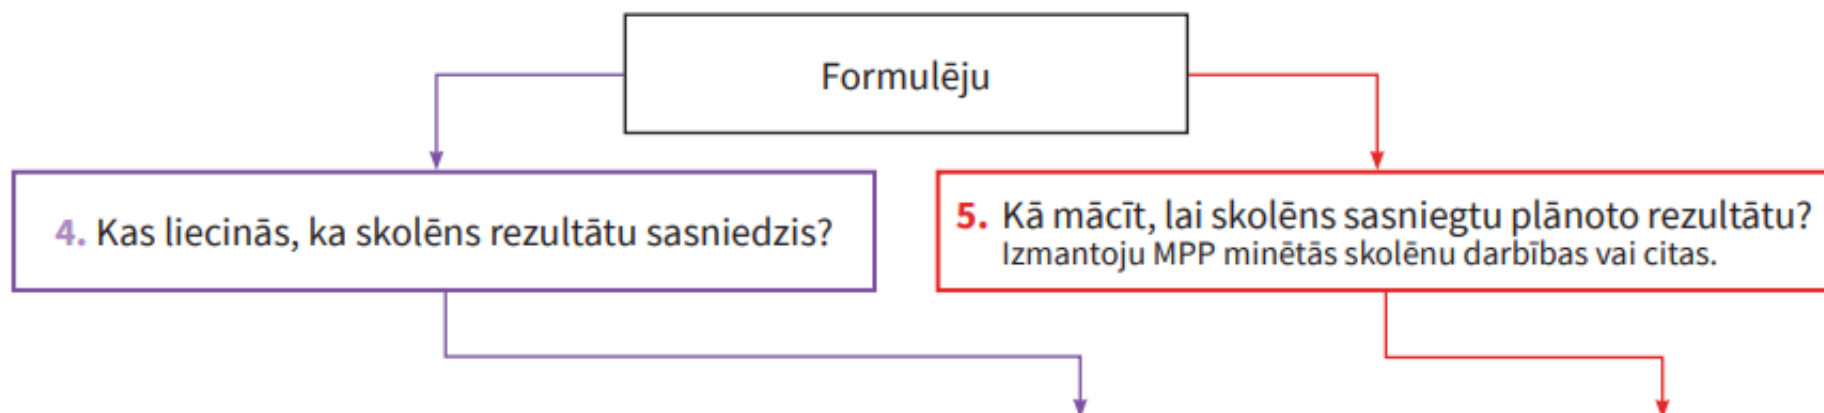 Formulēju
4. Kas liecinās, ka skolēns rezultātu sasniedzis?
5. Kā mācīt, lai skolēns sasniegtu plānoto rezultātu?
Izmantoju MPP minētās skolēnu darbības vai citas.